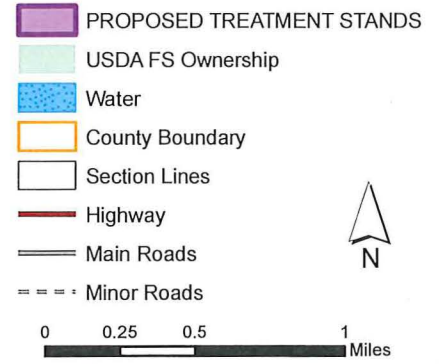 PROPOSED TREATMENT STANDS
USDA FS Ownership
Water
County Boundary
Section Lines
Highway
Main Roads
Minor Roads
N
0 0.25 0.5 1
Miles